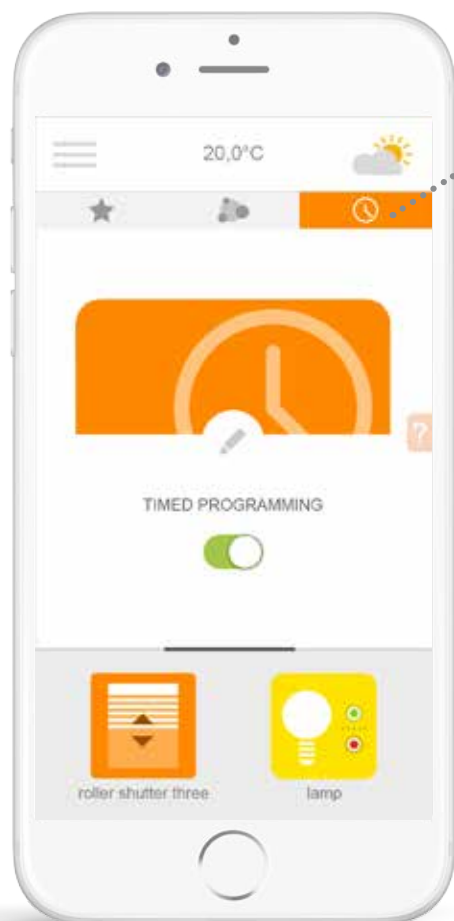 20,0°C
?
TIMED PROGRAMMING
roller shutter three
lamp